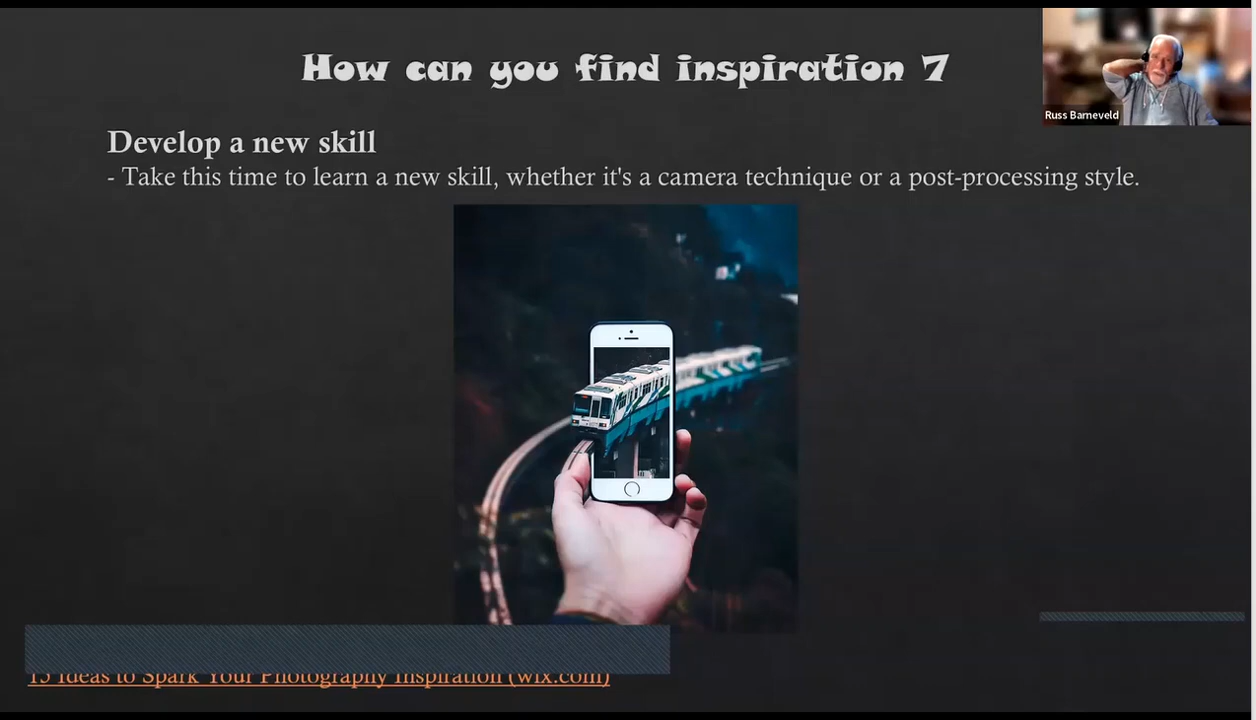 How can you find inspiration 7
Russ Barneveld
Develop a new skill
- Take this time to learn a new skill, whether it's a camera technique or a post-processing style.
15 Ideas to Spark Your Photography Inspiration (wix.com)